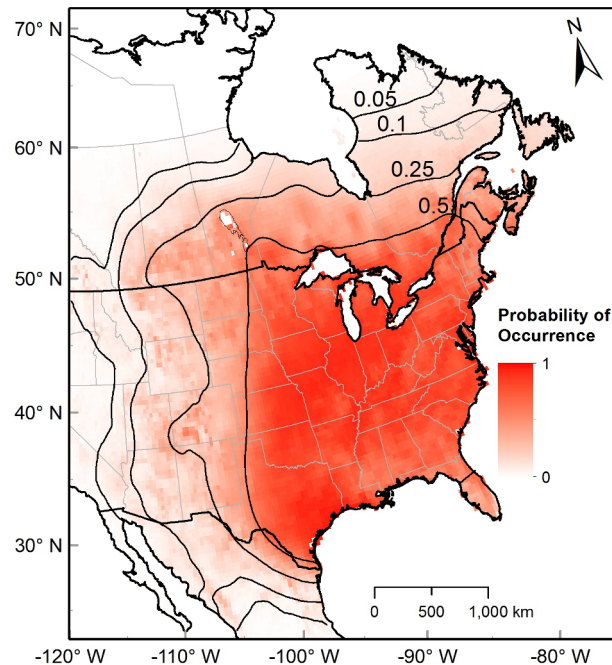 70° N
N
0.05
0.1
60° N
0.25
0.5
50° N
Probability of
Occurrence
1
40° N
0
30° N
0 500 1,000 km
-120° W -110° W -100° W -90° W -80° W